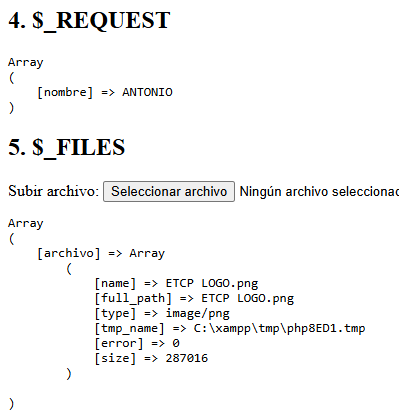 4. $_REQUEST
Array
(
    [nombre] => ANTONIO
)
5. $_FILES
Subir archivo: Seleccionar archivo Ningún archivo selecciona
Array
(
    [archivo] => Array
        (
            [name] => ETCP LOGO.png
            [full_path] => ETCP LOGO.png
            [type] => image/png
            [tmp_name] => C:\xampp\tmp\php8ED1.tmp
            [error] => 0
            [size] => 287016
        )
)